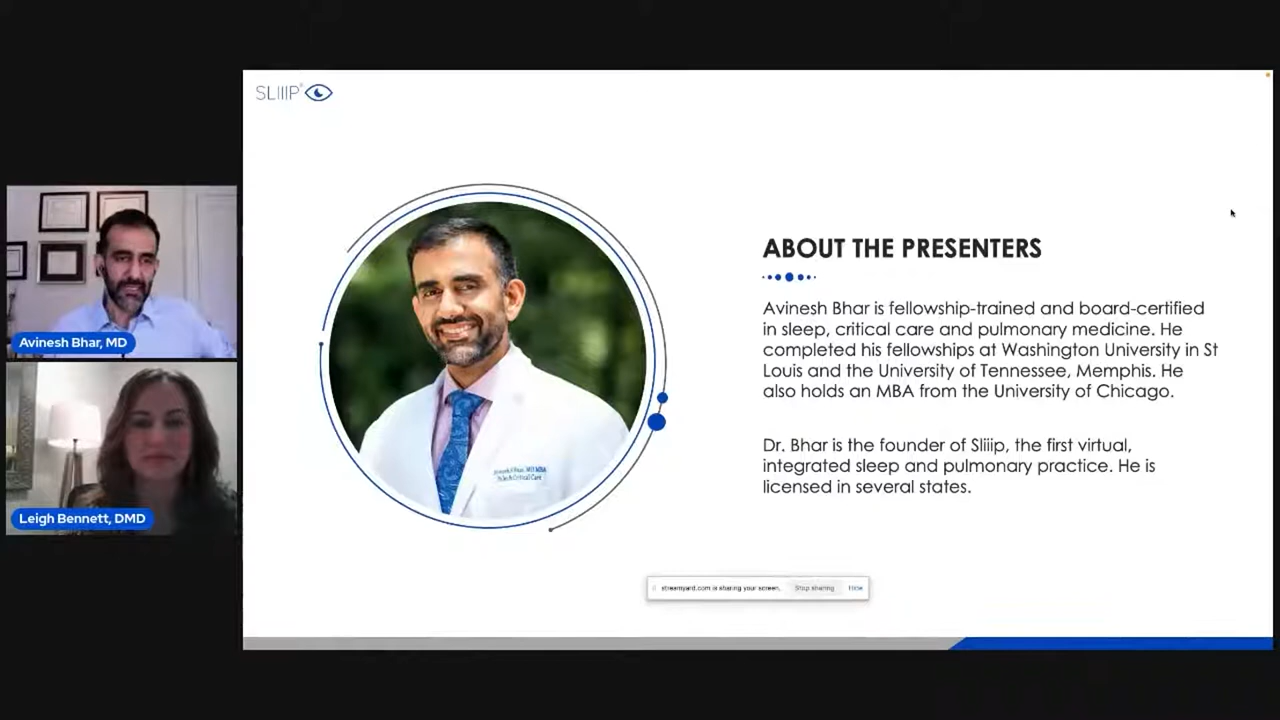 SLIIIP®
ABOUT THE PRESENTERS
Avinesh Bhar is fellowship-trained and board-certified
in sleep, critical care and pulmonary medicine. He
completed his fellowships at Washington University in St
Louis and the University of Tennessee, Memphis. He
also holds an MBA from the University of Chicago.
Dr. Bhar is the founder of Sliiip, the first virtual,
integrated sleep and pulmonary practice. He is
licensed in several states.
Avinesh Bhar, MD
Leigh Bennett, DMD
streamyard.com is sharing your screen.
Stop sharing
Hide